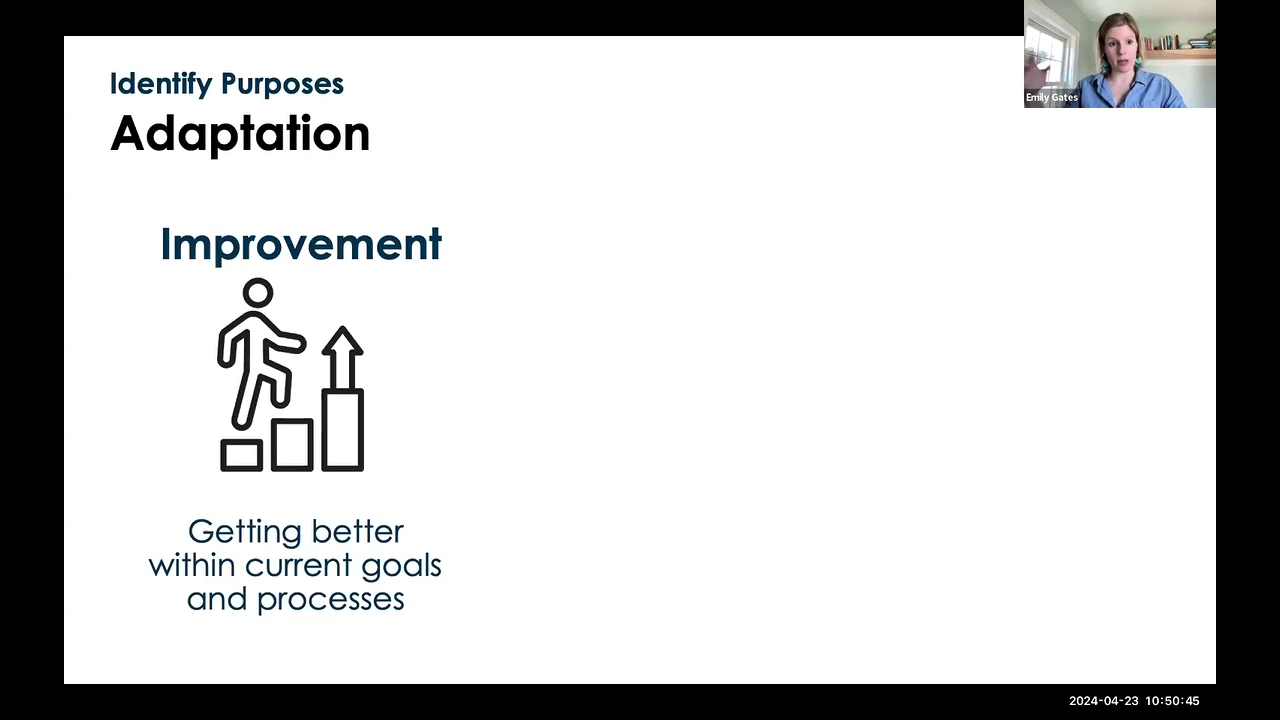 Identify Purposes
Adaptation
Improvement
Getting better
within current goals
and processes
Emily Gates
2024-04-23 10:50:45